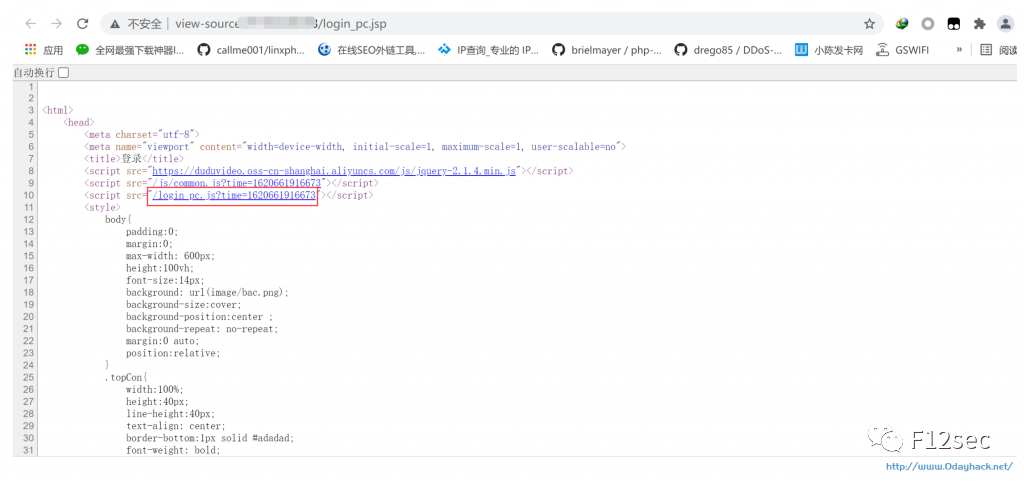 不安全 | view-source 3/login_pc.jsp
应用 全网最强下载神器I... callme001/linxph... 在线SEO外链工具,... IP查询_专业的 IP... brielmayer / php-... drego85 / DDoS-... 小陈发卡网 GSWIFI » 阅读
自动换行
1
2
3 <html>
4 <head>
5 <meta charset="utf-8">
6 <meta name="viewport" content="width=device-width, initial-scale=1, maximum-scale=1, user-scalable=no">
7 <title>登录</title>
8 <script src="https://duduvideo.oss-cn-shanghai.aliyuncs.com/js/jquery-2.1.4.min.js"></script>
9 <script src="/js/common.js?time=1620661916673"></script>
10 <script src="/login_pc.js?time=1620661916673"></script>
11 <style>
12 body{
13 padding:0;
14 margin:0;
15 max-width: 600px;
16 height:100vh;
17 font-size:14px;
18 background: url(image/bac.png);
19 background-size:cover;
20 background-position:center ;
21 background-repeat: no-repeat;
22 margin:0 auto;
23 position:relative;
24 }
25 .topCon{
26 width:100%;
27 height:40px;
28 line-height:40px;
29 text-align: center;
30 border-bottom:1px solid #adadad;
31 font-weight: bold;
F12sec
http://www.0dayhack.net/